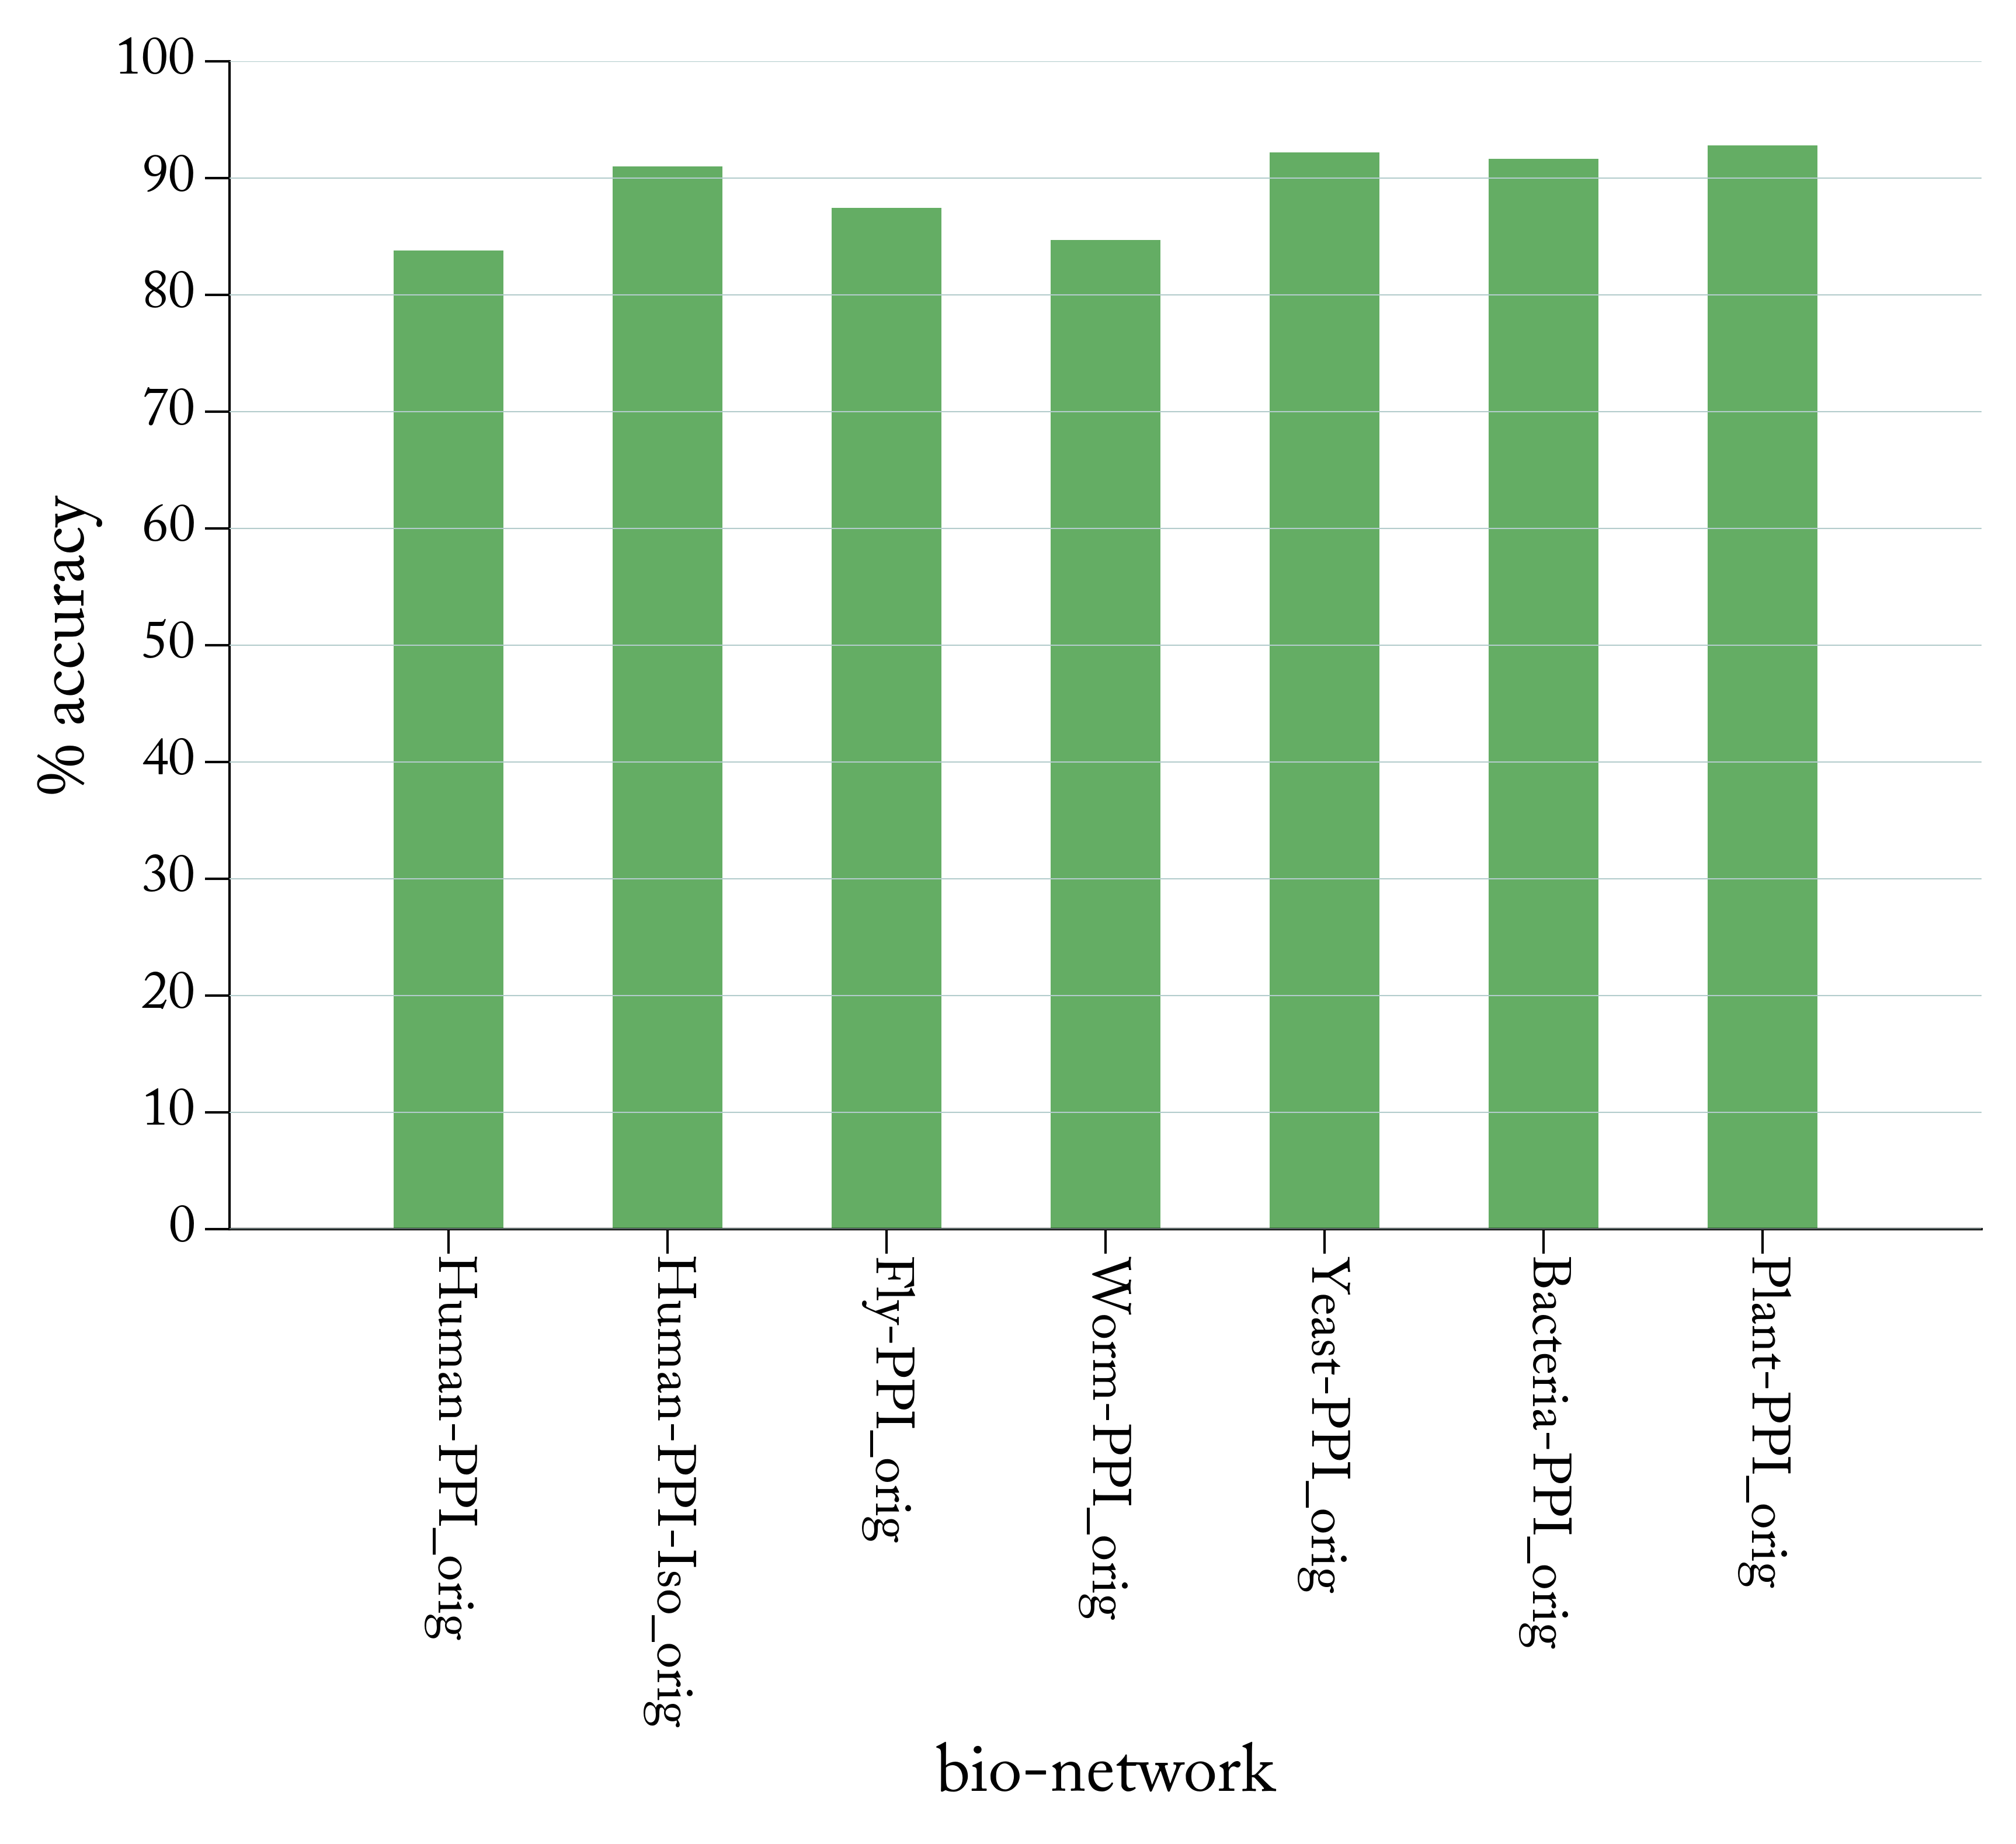 100
90
80
70
60
50
40
30
20
10
0
% accuracy
Human-PPI_orig
Human-PPI-Iso_orig
Fly-PPI_orig
Worm-PPI_orig
Yeast-PPI_orig
Bacteria-PPI_orig
Plant-PPI_orig
bio-network